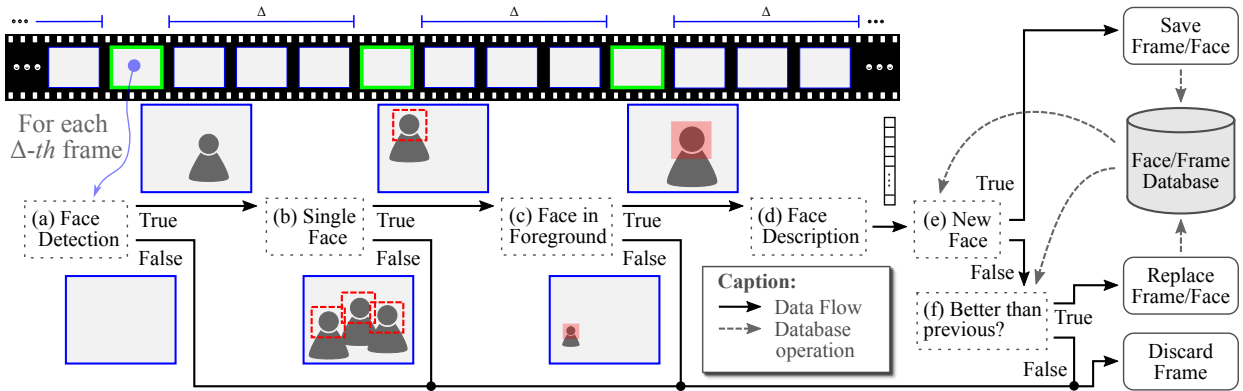 Δ Δ Δ
For each
Δ-th frame
(a) Face
Detection
True
False
(b) Single
Face
True
False
(c) Face in
Foreground
True
False
(d) Face
Description
(e) New
Face
True
False
(f) Better than
previous?
True
False
Save
Frame/Face
Face/Frame
Database
Replace
Frame/Face
Discard
Frame
Caption:
Data Flow
Database
operation